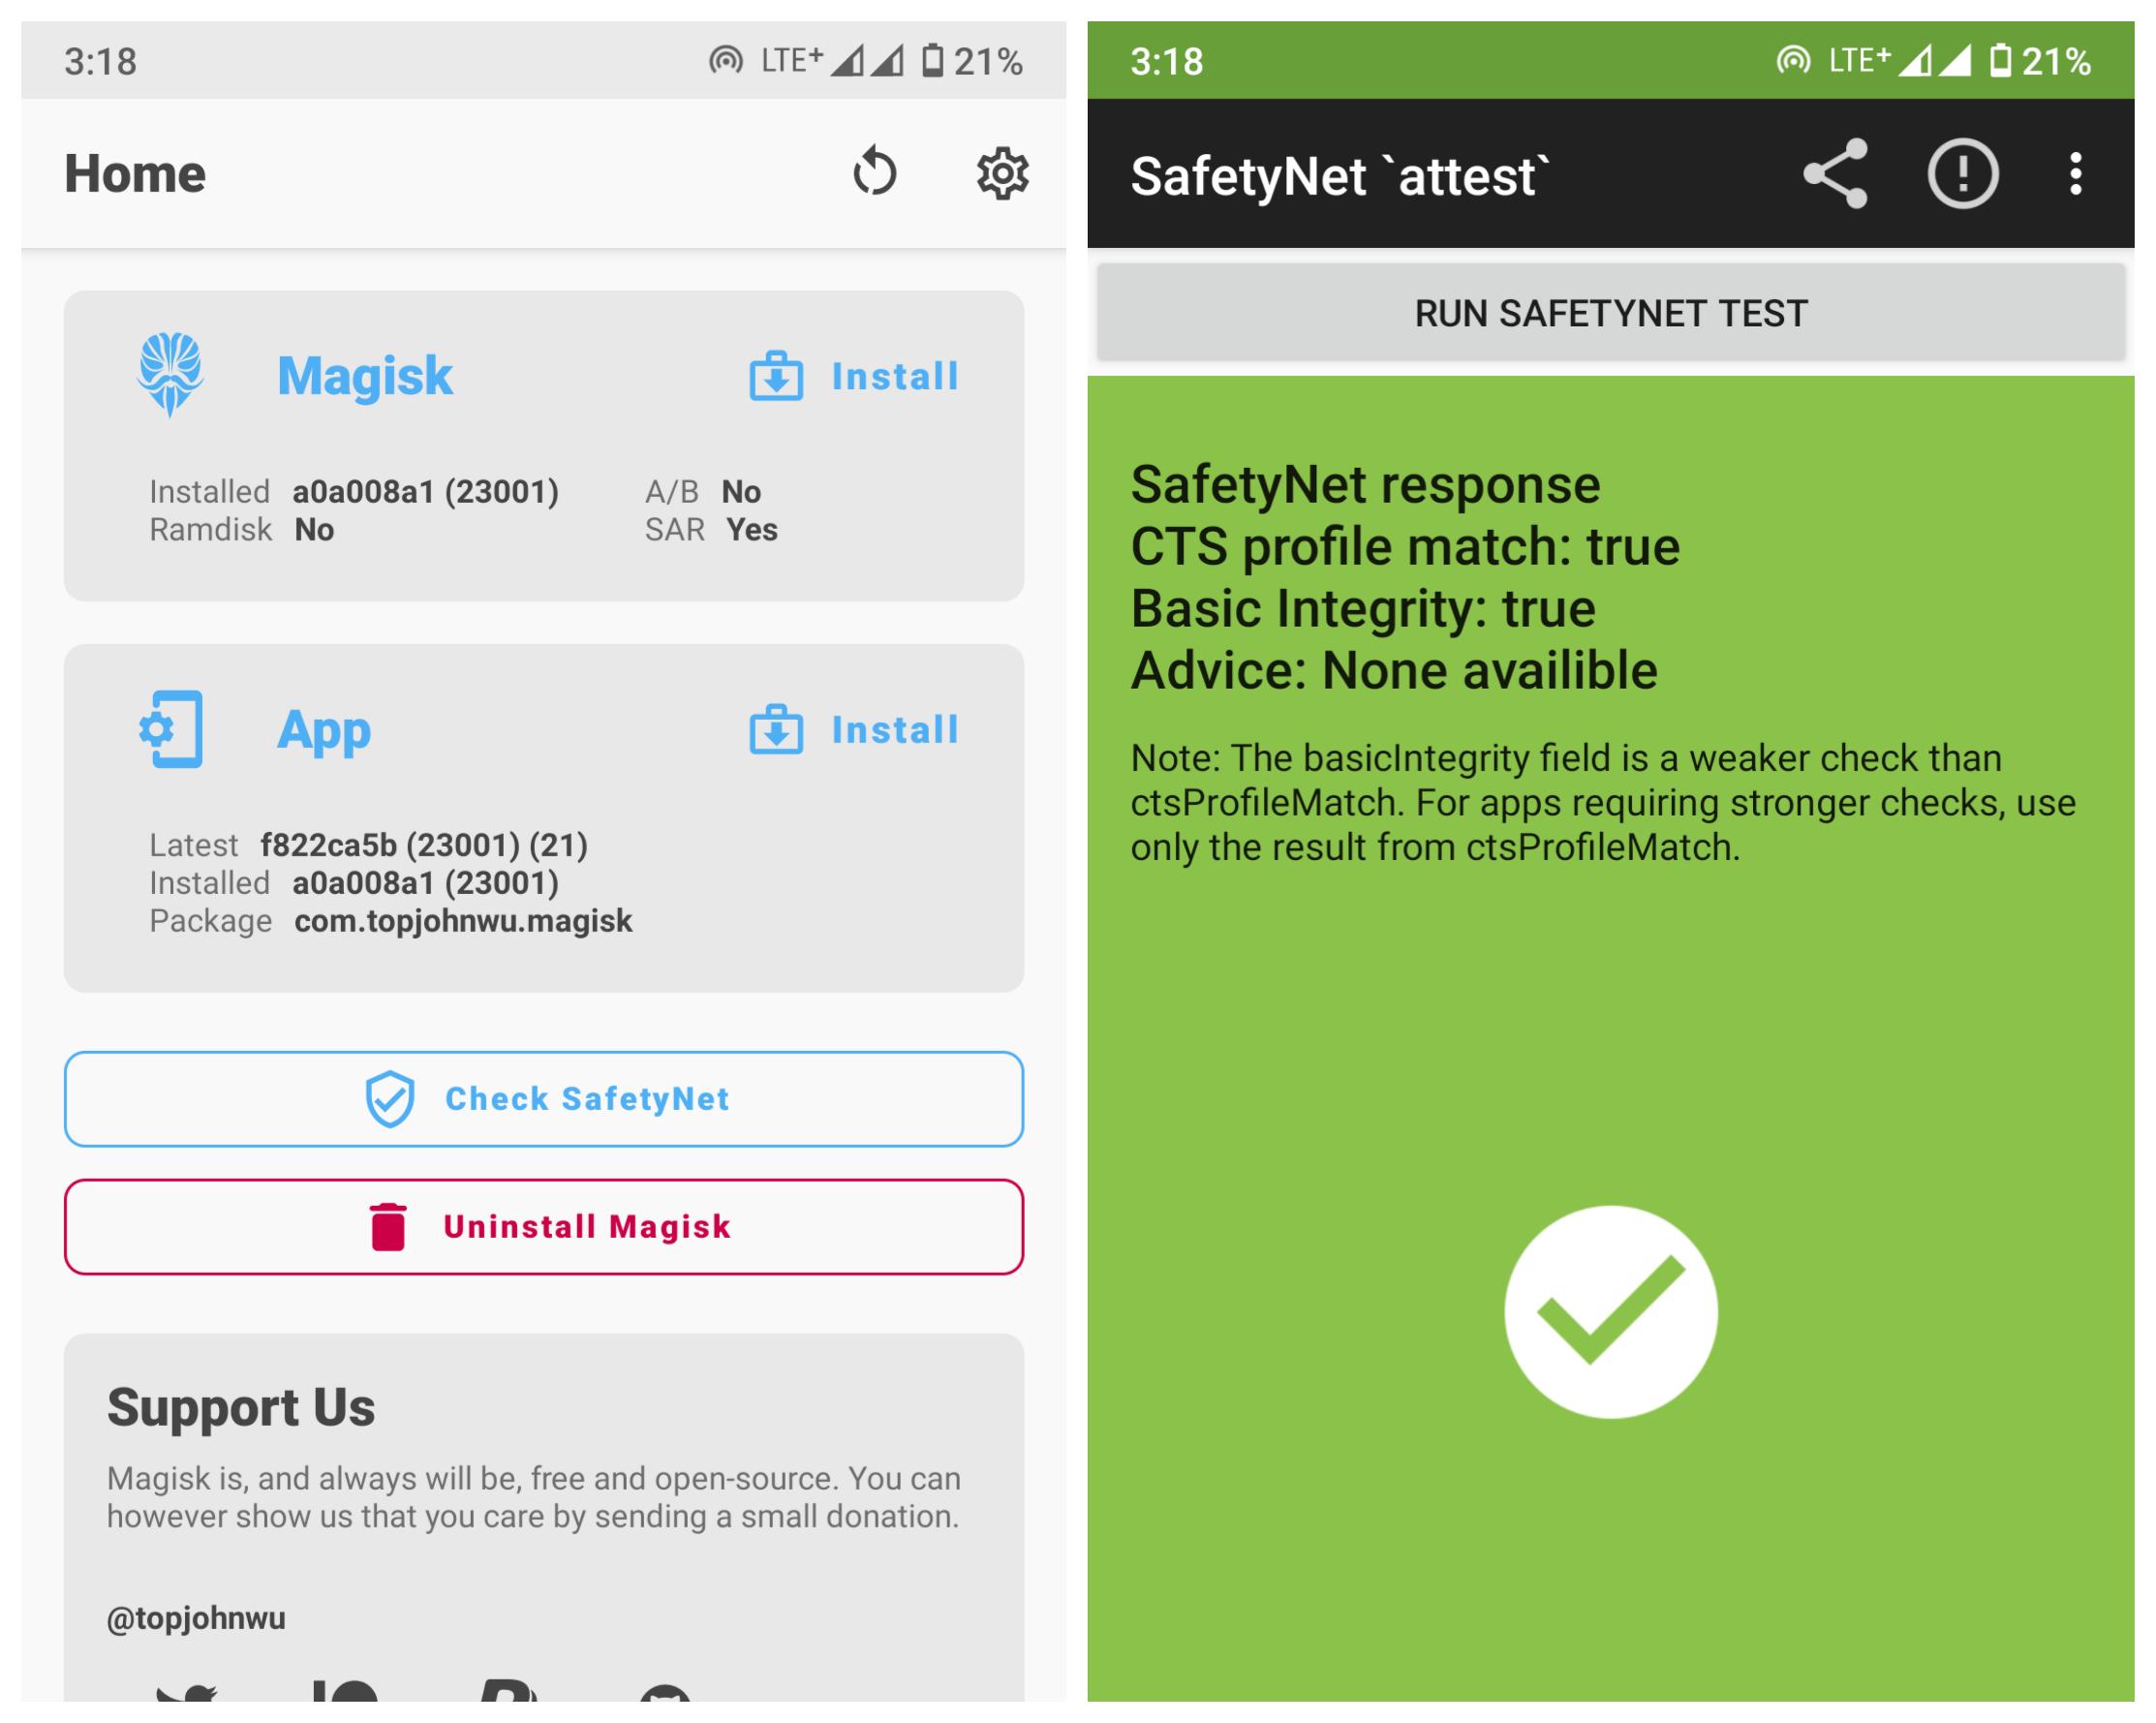 3:18 LTE+ 21%
Home
Magisk Install
Installed a0a008a1 (23001) A/B No
Ramdisk No SAR Yes
App Install
Latest f822ca5b (23001) (21)
Installed a0a008a1 (23001)
Package com.topjohnwu.magisk
Check SafetyNet
Uninstall Magisk
Support Us
Magisk is, and always will be, free and open-source. You can
however show us that you care by sending a small donation.
@topjohnwu
3:18 LTE+ 21%
SafetyNet `attest`
RUN SAFETYNET TEST
SafetyNet response
CTS profile match: true
Basic Integrity: true
Advice: None availible
Note: The basicIntegrity field is a weaker check than
ctsProfileMatch. For apps requiring stronger checks, use
only the result from ctsProfileMatch.